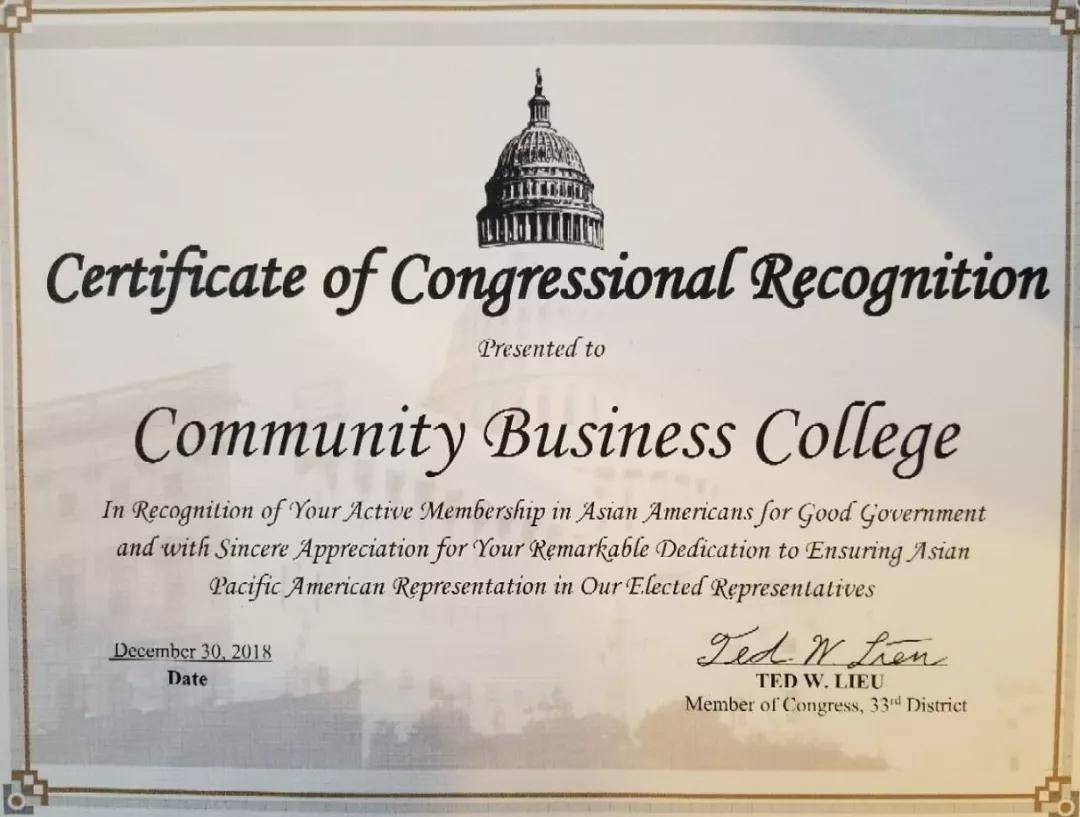 Certificate of Congressional Recognition
Presented to
Community Business College
In Recognition of Your Active Membership in Asian Americans for Good Government
and with Sincere Appreciation for Your Remarkable Dedication to Ensuring Asian
Pacific American Representation in Our Elected Representatives
December 30, 2018
Date
Ted W Lieu
TED W. LIEU
Member of Congress, 33rd District